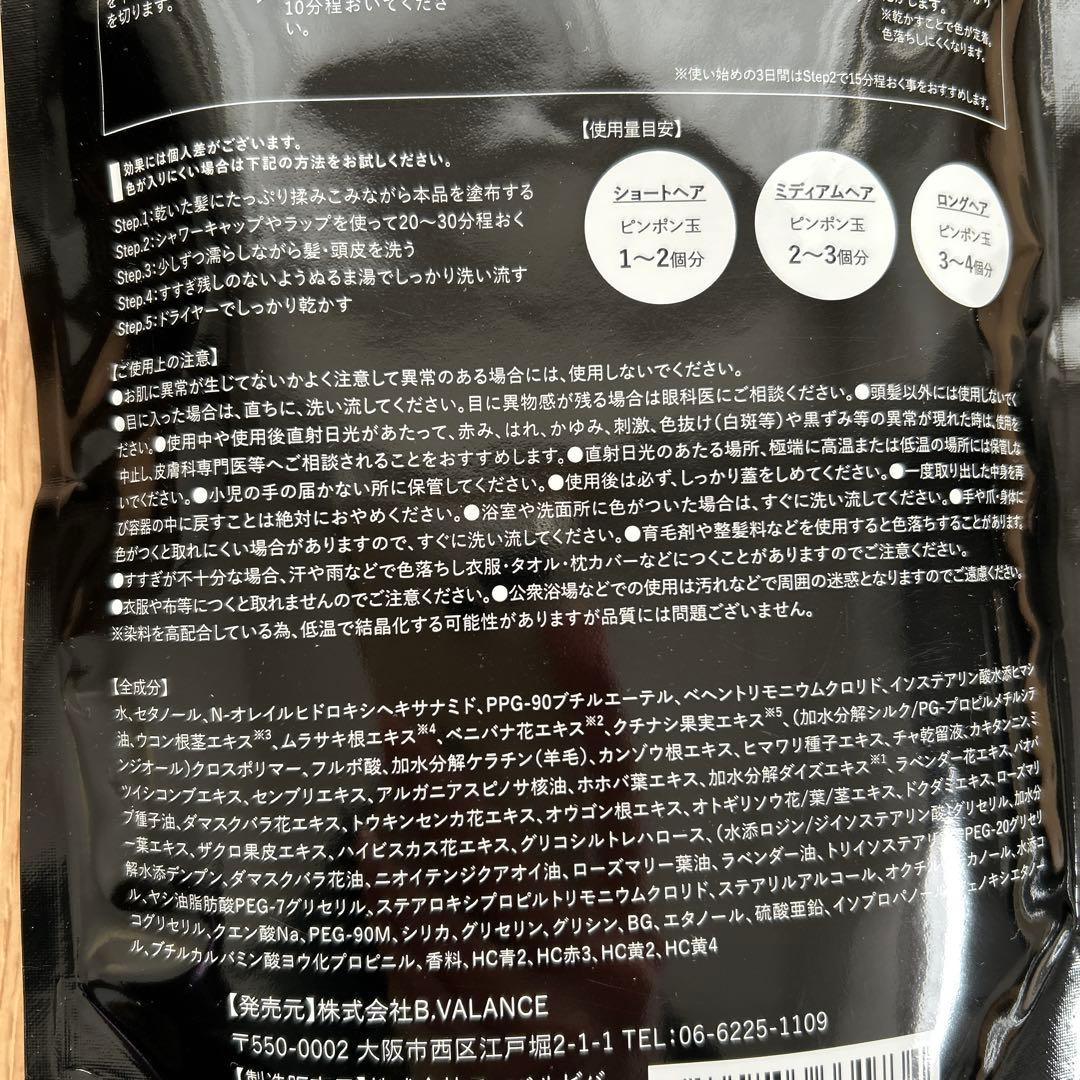 を切ります。
10分程おいてくださ
い。
※乾かすことで色が定着。
色落ちしにくくなります。
※使い始めの3日間はStep2で15分程おく事をおすすめします。
効果には個人差がございます。
色が入りにくい場合は下記の方法をお試しください。
Step.1:乾いた髪にたっぷり揉みこみながら本品を塗布する
Step.2:シャワーキャップやラップを使って20〜30分程おく
Step.3:少しずつ濡らしながら髪・頭皮を洗う
Step.4:すすぎ残しのないようぬるま湯でしっかり洗い流す
Step.5:ドライヤーでしっかり乾かす
【使用量目安】
ショートヘア
ピンポン玉
1〜2個分
ミディアムヘア
ピンポン玉
2〜3個分
ロングヘア
ピンポン玉
3〜4個分
【ご使用上の注意】
●お肌に異常が生じてないかよく注意して異常のある場合には、使用しないでください。
●目に入った場合は、直ちに、洗い流してください。目に異物感が残る場合は眼科医にご相談ください。●頭髪以外には使用しないでく
ださい。●使用中や使用後直射日光があたって、赤み、はれ、かゆみ、刺激、色抜け(白斑等)や黒ずみ等の異常が現れた時は、使用を
中止し、皮膚科専門医等へご相談されることをおすすめします。●直射日光のあたる場所、極端に高温または低温の場所には保管しな
いでください。●小児の手の届かない所に保管してください。●使用後は必ず、しっかり蓋をしめてください。●一度取り出した中身を再
び容器の中に戻すことは絶対におやめください。●浴室や洗面所に色がついた場合は、すぐに洗い流してください。●手や爪・身体に
色がつくと取れにくい場合がありますので、すぐに洗い流してください。●育毛剤や整髪料などを使用すると色落ちすることがあります。
●すすぎが不十分な場合、汗や雨などで色落ちし衣服・タオル・枕カバーなどにつくことがありますのでご注意ください。
●衣服や布等につくと取れませんのでご注意ください。●公衆浴場などでの使用は汚れなどで周囲の迷惑となりますのでご遠慮ください。
※染料を高配合している為、低温で結晶化する可能性がありますが品質には問題ございません。
【全成分】
水、セタノール、N-オレイルヒドロキシヘキサナミド、PPG-90ブチルエーテル、ベヘントリモニウムクロリド、イソステアリン酸水添ヒマシ
油、ウコン根茎エキス※3、ムラサキ根エキス※4、ベニバナ花エキス※2、クチナシ果実エキス※5、(加水分解シルク/PG-プロピルメチルシラ
ンジオール)クロスポリマー、フルボ酸、加水分解ケラチン(羊毛)、カンゾウ根エキス、ヒマワリ種子エキス、チャ乾留液、カキタンニン、ミ
ツイシコンブエキス、センブリエキス、アルガニアスピノサ核油、ホホバ葉エキス、加水分解ダイズエキス※1、ラベンダー花エキス、バオバ
ブ種子油、ダマスクバラ花エキス、トウキンセンカ花エキス、オウゴン根エキス、オトギリソウ花/葉/茎エキス、ドクダミエキス、ローズマリ
ー葉エキス、ザクロ果皮エキス、ハイビスカス花エキス、グリコシルトレハロース、(水添ロジン/ジイソステアリン酸)グリセリル、加水分
解水添デンプン、ダマスクバラ花油、ニオイテンジクアオイ油、ローズマリー葉油、ラベンダー油、トリイソステアリン酸PEG-20グリセリ
ル、ヤシ油脂肪酸PEG-7グリセリル、ステアロキシプロピルトリモニウムクロリド、ステアリルアルコール、オクチルドデカノール、水添コ
コグリセリル、クエン酸Na、PEG-90M、シリカ、グリセリン、グリシン、BG、エタノール、硫酸亜鉛、イソプロパノール、フェノキシエタノー
ル、ブチルカルバミン酸ヨウ化プロピニル、香料、HC青2、HC赤3、HC黄2、HC黄4
【発売元】株式会社B.VALANCE
〒550-0002 大阪市西区江戸堀2-1-1 TEL:06-6225-1109